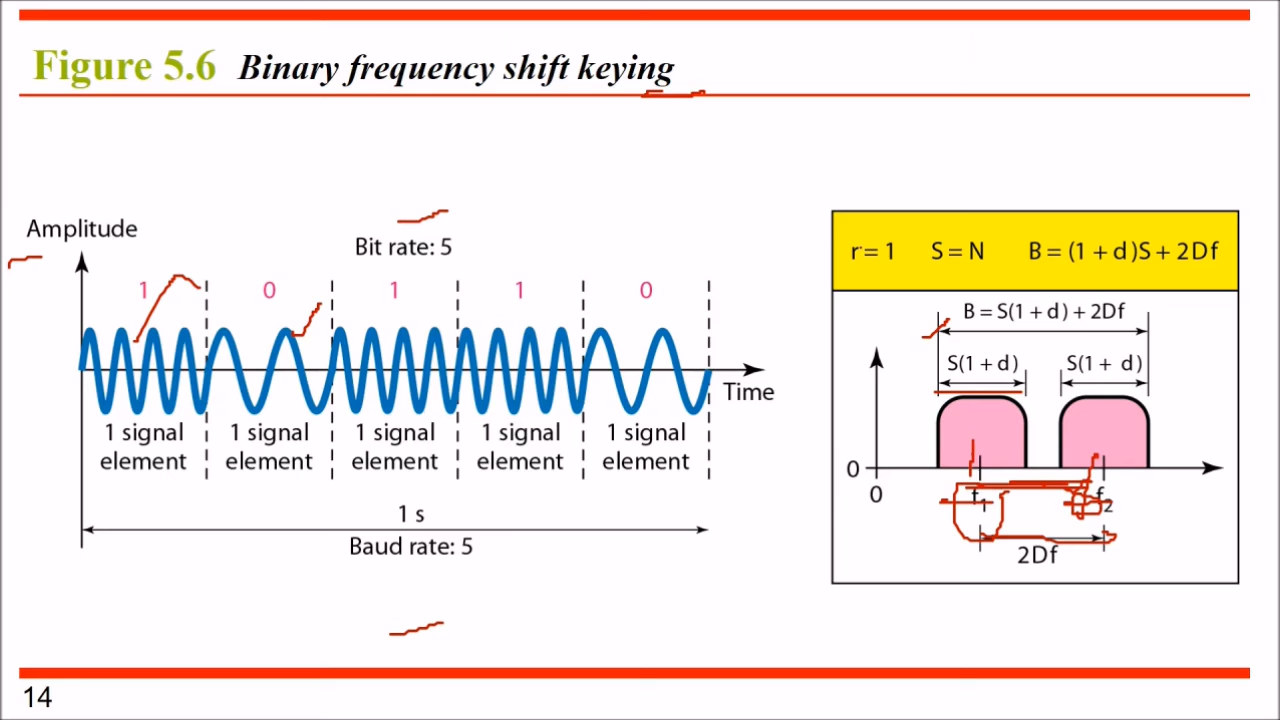 Figure 5.6 Binary frequency shift keying
Amplitude
Bit rate: 5
1 0 1 1 0
Time
1 signal element
1 signal element
1 signal element
1 signal element
1 signal element
1 s
Baud rate: 5
r = 1 S = N B = (1 + d)S + 2Df
B = S(1 + d) + 2Df
S(1 + d) S(1 + d)
0
0 f1 f2
2Df
14